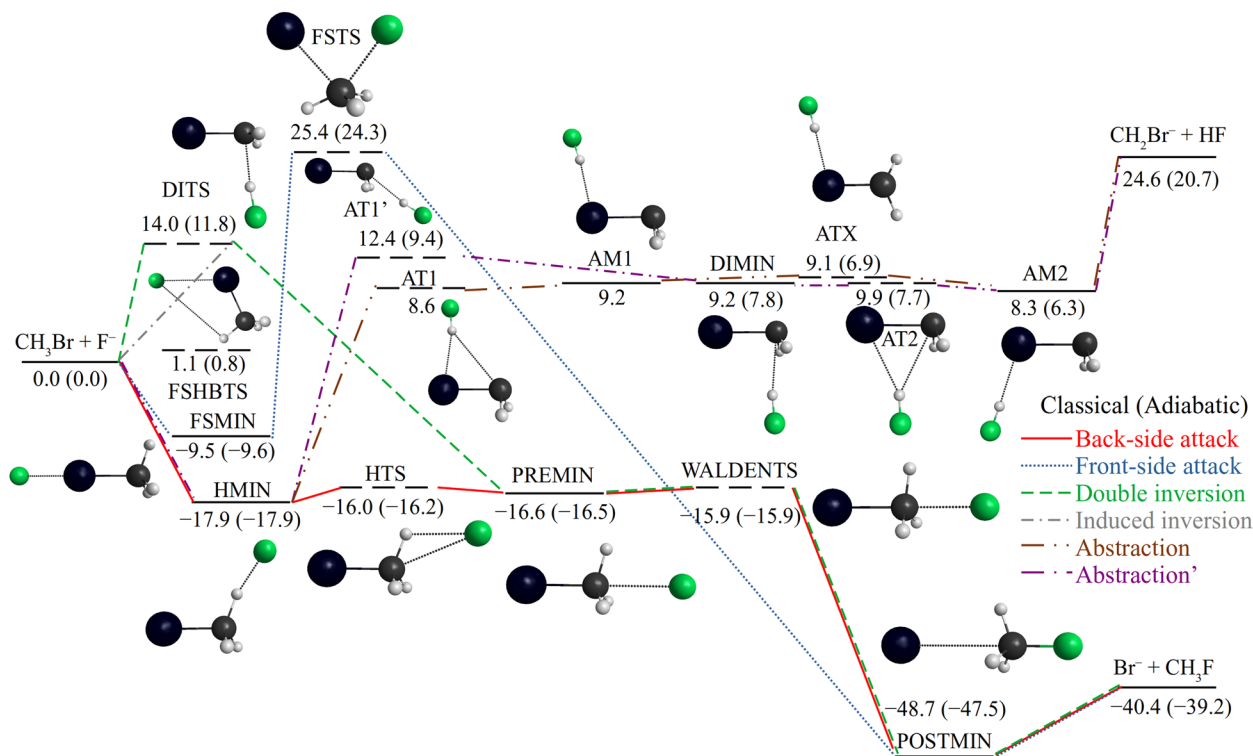 FSTS
25.4 (24.3)
CH₂Br⁻ + HF
24.6 (20.7)
DITS
14.0 (11.8)
AT1’
12.4 (9.4)
ATX
9.1 (6.9)
AM1
9.2
DIMIN
9.2 (7.8)
AT1
8.6
9.9 (7.7)
AT2
AM2
8.3 (6.3)
CH₃Br + F⁻
0.0 (0.0)
1.1 (0.8)
FSHBTS
FSMIN
−9.5 (−9.6)
Classical (Adiabatic)
Back-side attack
Front-side attack
Double inversion
Induced inversion
Abstraction
Abstraction’
HMIN
−17.9 (−17.9)
HTS
−16.0 (−16.2)
PREMIN
−16.6 (−16.5)
WALDENTS
−15.9 (−15.9)
−48.7 (−47.5)
POSTMIN
Br⁻ + CH₃F
−40.4 (−39.2)